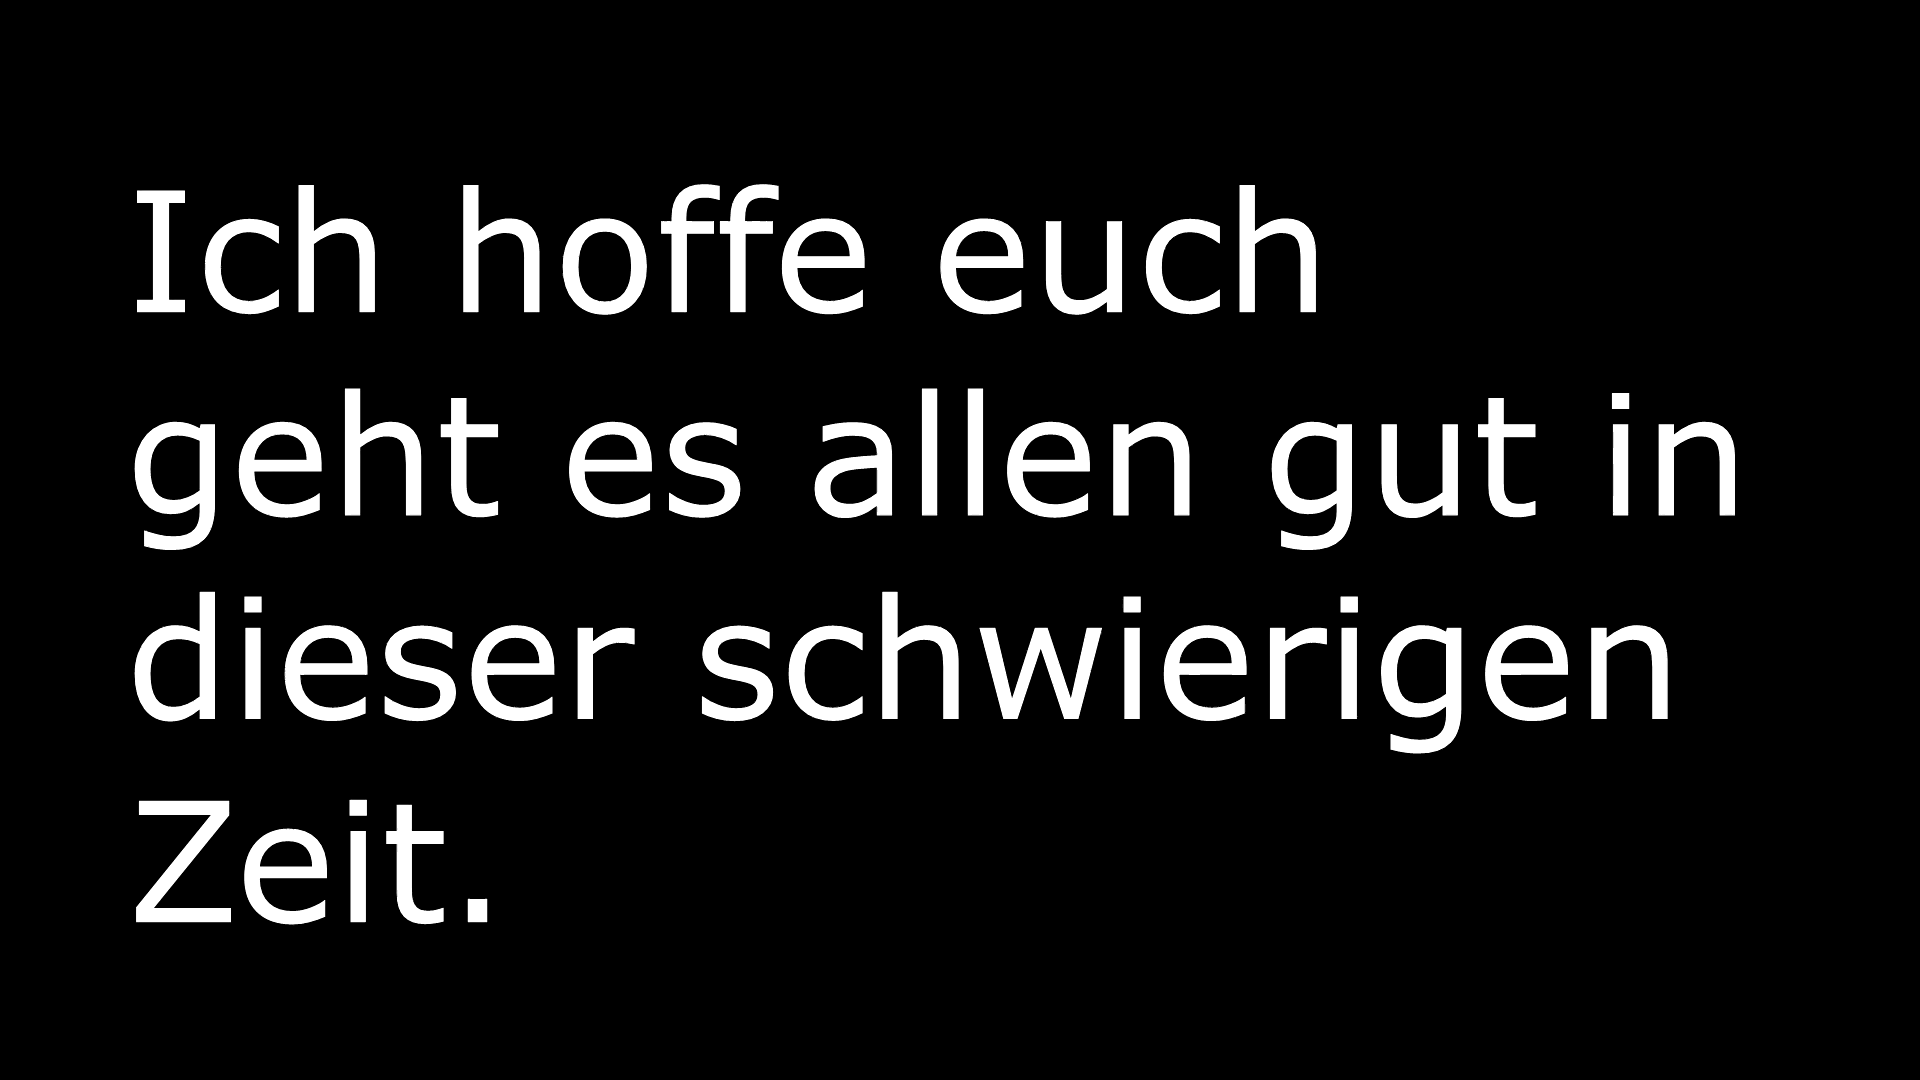 Ich hoffe euch
geht es allen gut in
dieser schwierigen
Zeit.